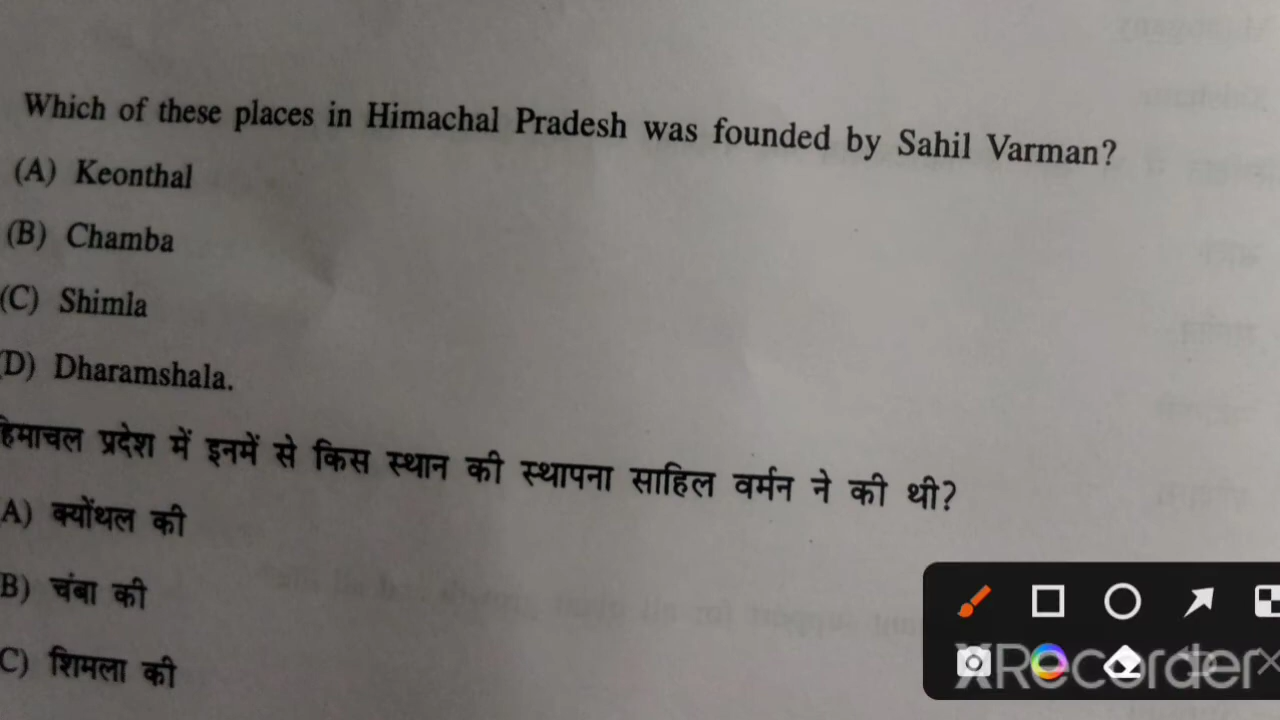 Which of these places in Himachal Pradesh was founded by Sahil Varman?
(A) Keonthal
(B) Chamba
(C) Shimla
D) Dharamshala.
हिमाचल प्रदेश में इनमें से किस स्थान की स्थापना साहिल वर्मन ने की थी?
A) क्योंथल की
B) चंबा की
C) शिमला की
XRecorder